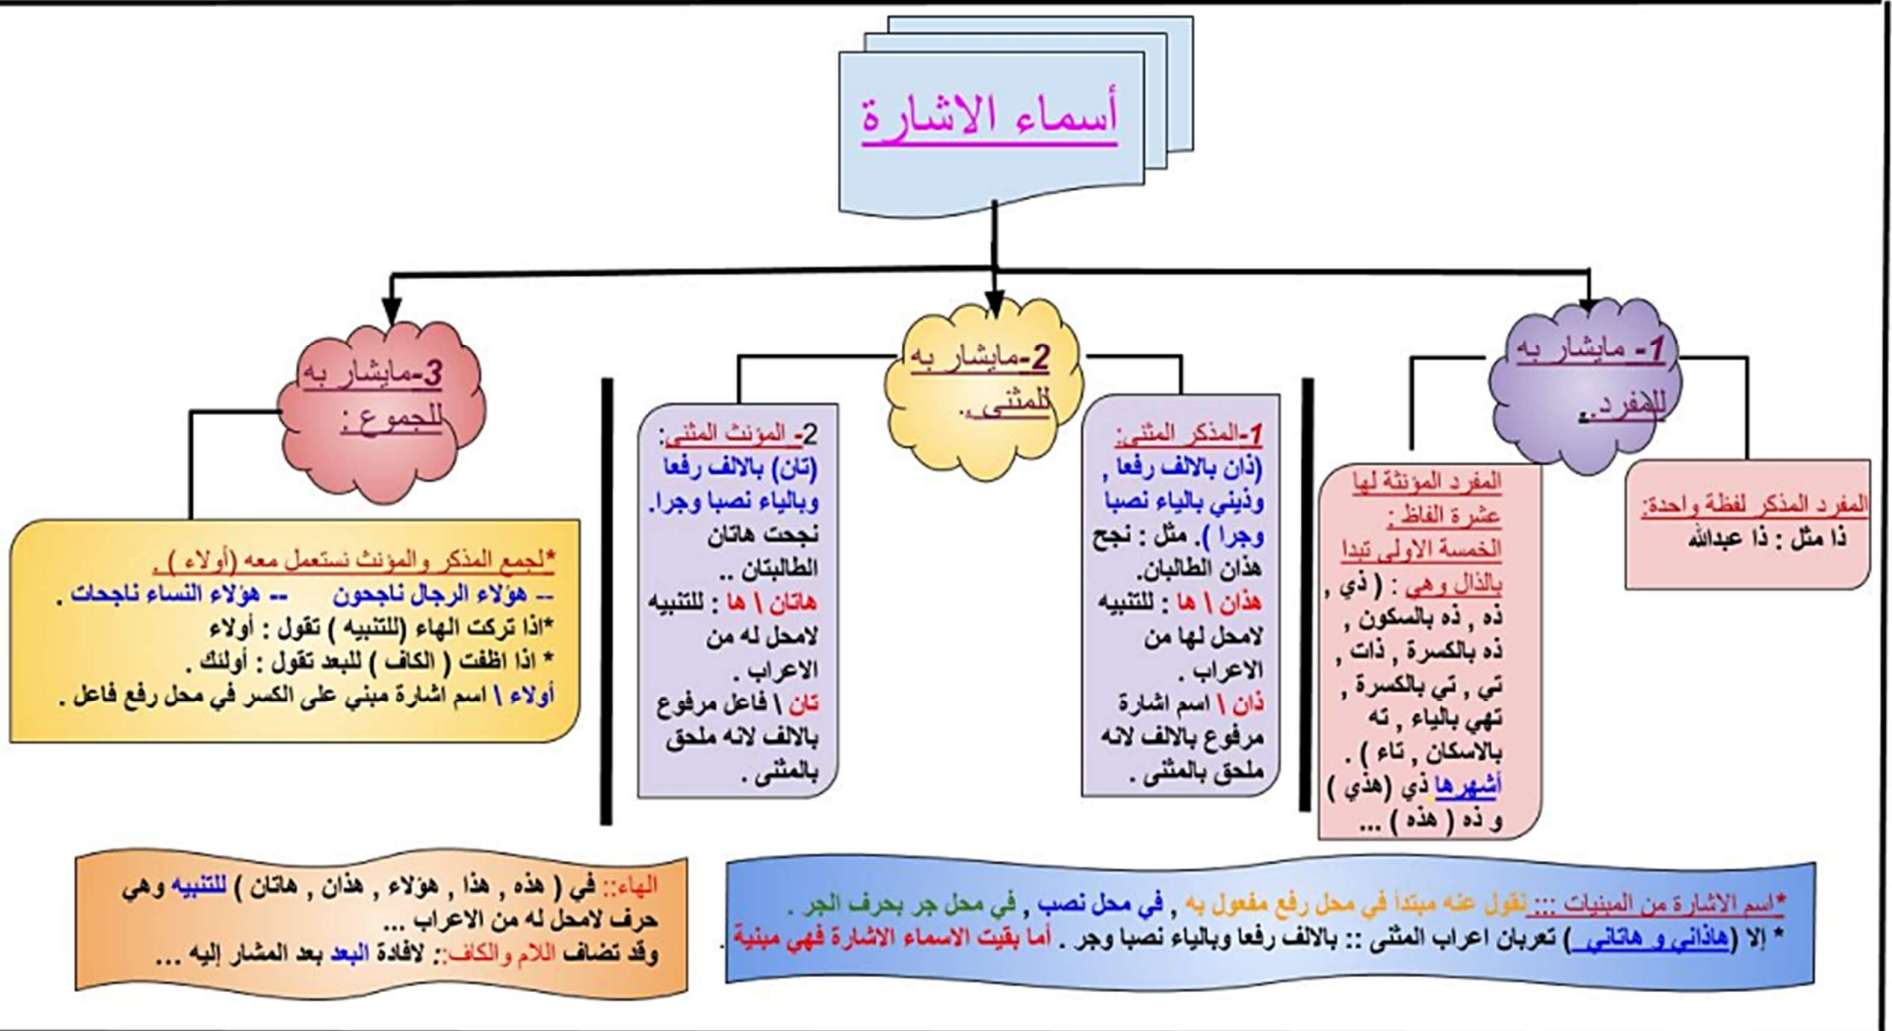 أسماء الاشارة
1- مايشار به
للمفرد..
المفرد المذكر لفظة واحدة:
ذا مثل : ذا عبدالله
المفرد المؤنثة لها
عشرة الفاظ :
الخمسة الاولى تبدا
بالذال وهي : ( ذي ,
ذه , ذه بالسكون ,
ذه بالكسرة , ذات ,
تي , تي بالكسرة ,
تهي بالياء , ته
بالاسكان , تاء ) .
أشهرها ذي (هذي )
و ذه ( هذه ) ...
2-مايشار به
للمثنى .
1-المذكر المثنى:
(ذان بالالف رفعا ,
وذيني بالياء نصبا
وجرا ). مثل : نجح
هذان الطالبان.
هذان \ ها : للتنبيه
لامحل لها من
الاعراب .
ذان \ اسم اشارة
مرفوع بالالف لانه
ملحق بالمثنى .
2- المؤنث المثنى:
(تان) بالالف رفعا
وبالياء نصبا وجرا.
نجحت هاتان
الطالبتان ..
هاتان \ ها : للتنبيه
لامحل له من
الاعراب .
تان \ فاعل مرفوع
بالالف لانه ملحق
بالمثنى .
3-مايشار به
للجموع :
*لجمع المذكر والمؤنث نستعمل معه (أولاء ) .
-- هؤلاء الرجال ناجحون -- هؤلاء النساء ناجحات .
*اذا تركت الهاء (للتنبيه ) تقول : أولاء
* اذا اظفت ( الكاف ) للبعد تقول : أولئك .
أولاء \ اسم اشارة مبني على الكسر في محل رفع فاعل .
*اسم الاشارة من المبنيات ::: نقول عنه مبتدأ في محل رفع مفعول به , في محل نصب , في محل جر بحرف الجر .
* إلا (هاذاني و هاتاني ) تعربان اعراب المثنى :: بالالف رفعا وبالياء نصبا وجر . أما بقيت الاسماء الاشارة فهي مبنية .
الهاء:: في ( هذه , هذا , هؤلاء , هذان , هاتان ) للتنبيه وهي
حرف لامحل له من الاعراب ...
وقد تضاف اللام والكاف:: لافادة البعد بعد المشار إليه ...